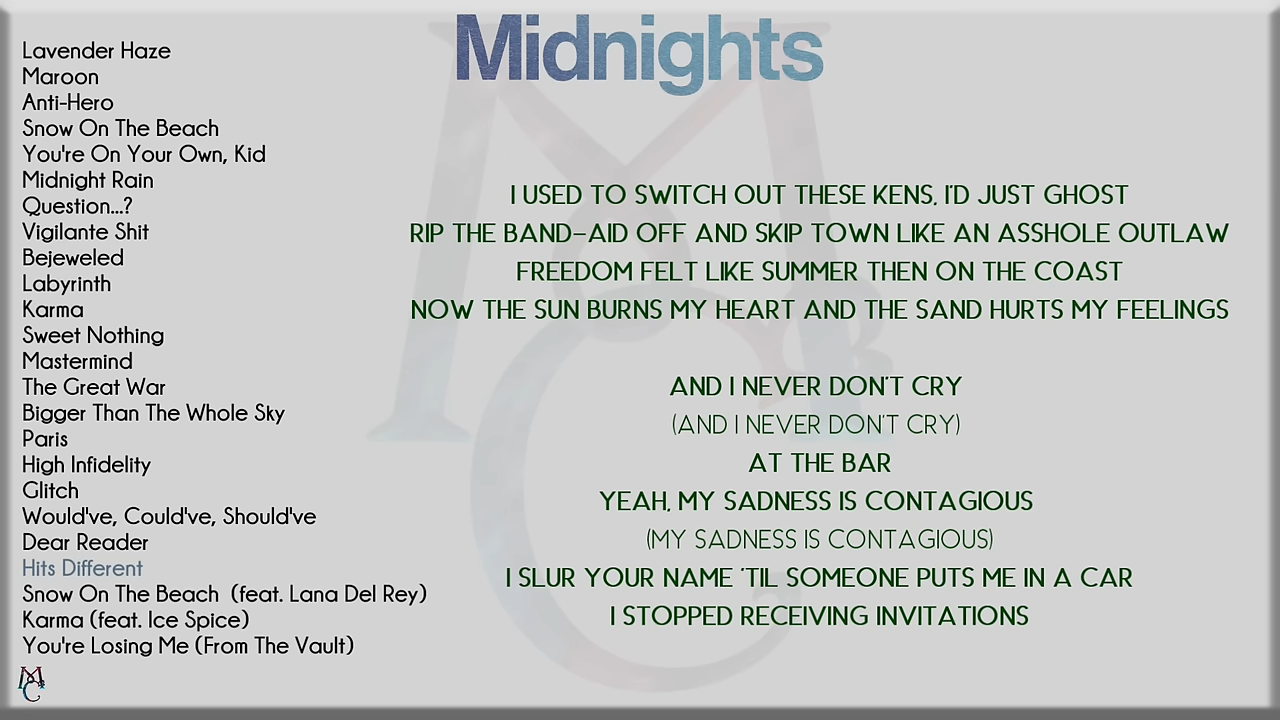 Midnights
Lavender Haze
Maroon
Anti-Hero
Snow On The Beach
You're On Your Own, Kid
Midnight Rain
Question...?
Vigilante Shit
Bejeweled
Labyrinth
Karma
Sweet Nothing
Mastermind
The Great War
Bigger Than The Whole Sky
Paris
High Infidelity
Glitch
Would've, Could've, Should've
Dear Reader
Hits Different
Snow On The Beach (feat. Lana Del Rey)
Karma (feat. Ice Spice)
You're Losing Me (From The Vault)
I USED TO SWITCH OUT THESE KENS, I'D JUST GHOST
RIP THE BAND-AID OFF AND SKIP TOWN LIKE AN ASSHOLE OUTLAW
FREEDOM FELT LIKE SUMMER THEN ON THE COAST
NOW THE SUN BURNS MY HEART AND THE SAND HURTS MY FEELINGS
AND I NEVER DON'T CRY
(AND I NEVER DON'T CRY)
AT THE BAR
YEAH, MY SADNESS IS CONTAGIOUS
(MY SADNESS IS CONTAGIOUS)
I SLUR YOUR NAME 'TIL SOMEONE PUTS ME IN A CAR
I STOPPED RECEIVING INVITATIONS